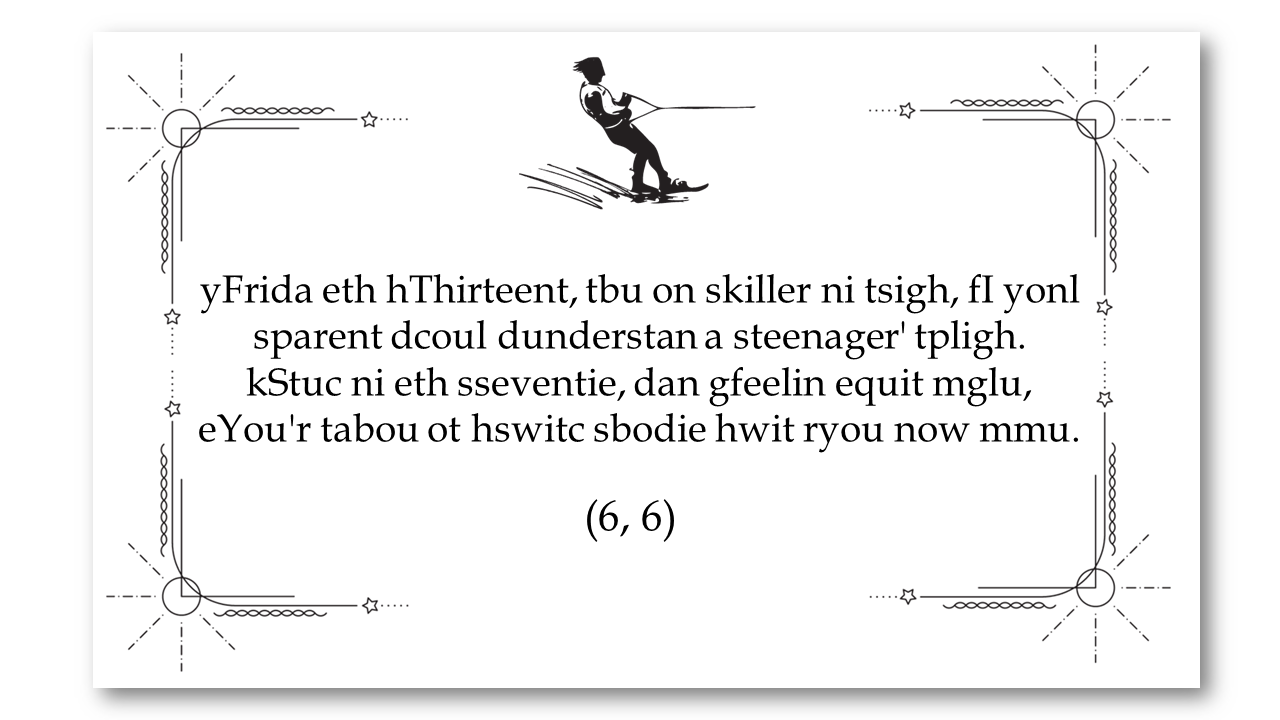 yFrida eth hThirteent, tbu on skiller ni tsigh, fI yonl
sparent dcoul dunderstan a steenager' tpligh.
kStuc ni eth sseventie, dan gfeelin equit mglu,
eYou'r tabou ot hswitc sbodie hwit ryou now mmu.
(6, 6)